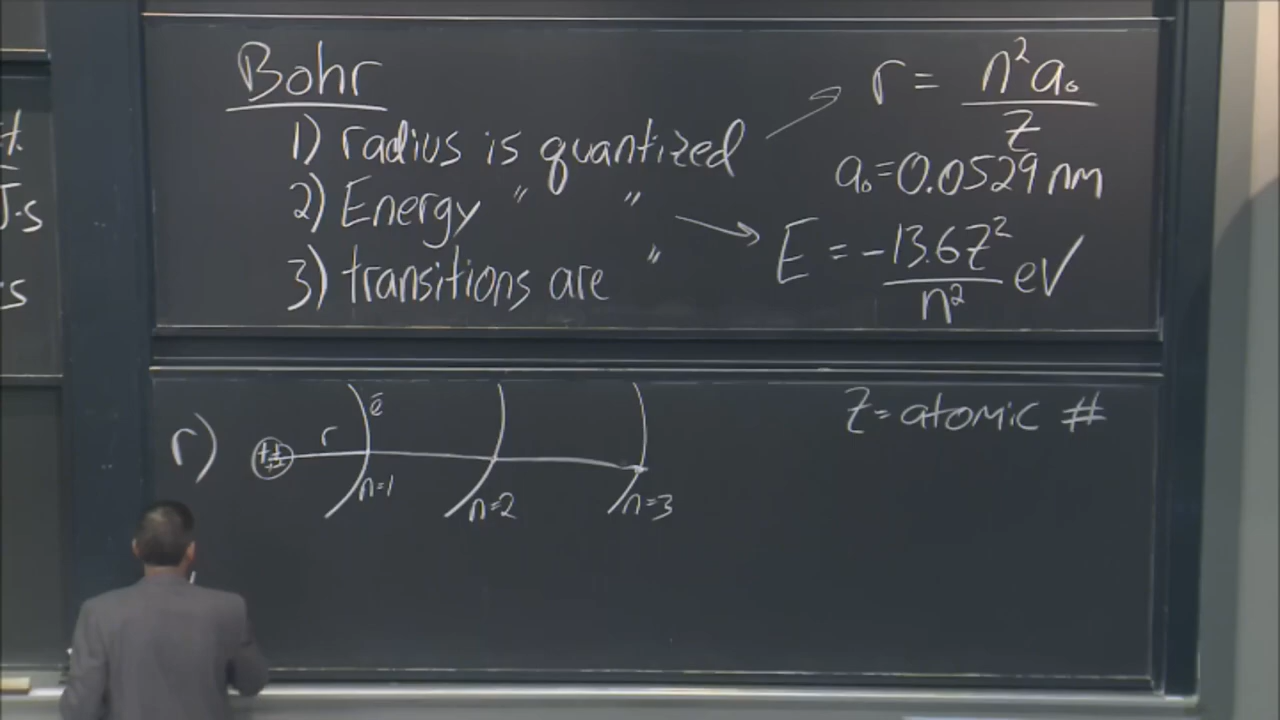 Bohr
1) radius is quantized
2) Energy " "
3) transitions are "
r = n²a₀ / Z
a₀=0.0529 nm
E = -13.6Z² / n² eV
J·s
r)
r
ē
n=1
n=2
n=3
Z=atomic #